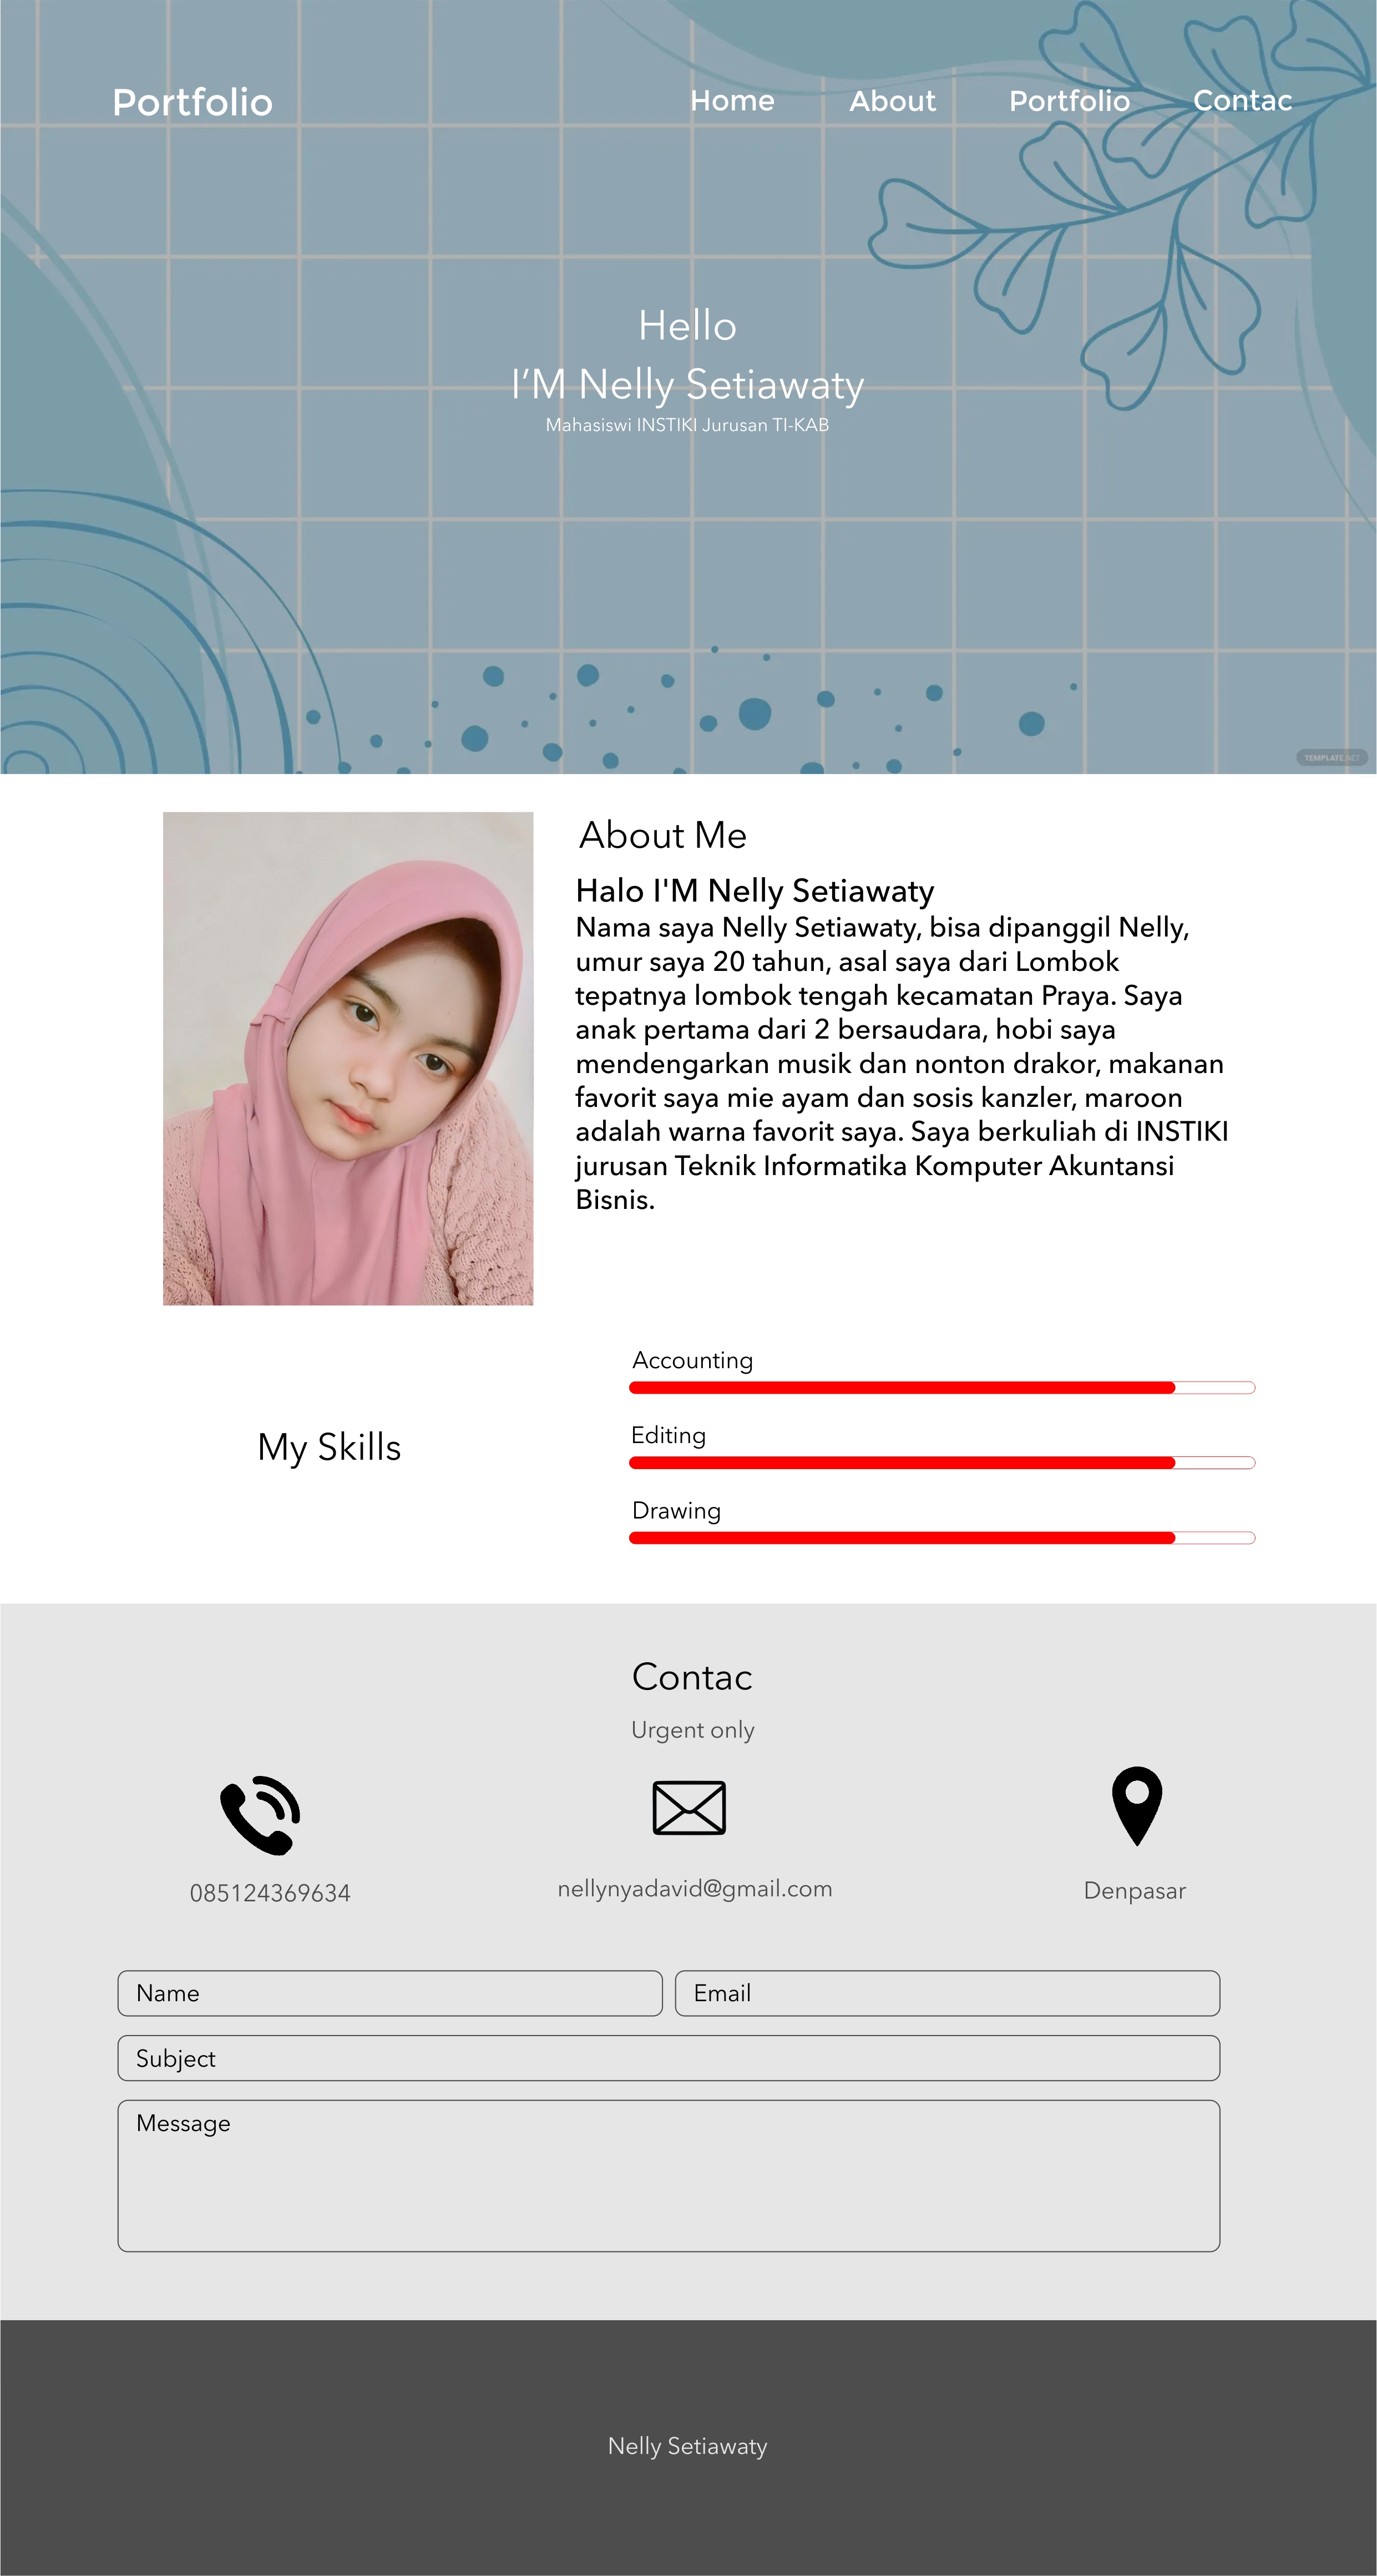 Portfolio
Home About Portfolio Contac
Hello
I’M Nelly Setiawaty
Mahasiswi INSTIKI Jurusan TI-KAB
TEMPLATE.NET
About Me
Halo I'M Nelly Setiawaty
Nama saya Nelly Setiawaty, bisa dipanggil Nelly,
umur saya 20 tahun, asal saya dari Lombok
tepatnya lombok tengah kecamatan Praya. Saya
anak pertama dari 2 bersaudara, hobi saya
mendengarkan musik dan nonton drakor, makanan
favorit saya mie ayam dan sosis kanzler, maroon
adalah warna favorit saya. Saya berkuliah di INSTIKI
jurusan Teknik Informatika Komputer Akuntansi
Bisnis.
My Skills
Accounting
Editing
Drawing
Contac
Urgent only
085124369634
nellynyadavid@gmail.com
Denpasar
Name
Email
Subject
Message
Nelly Setiawaty